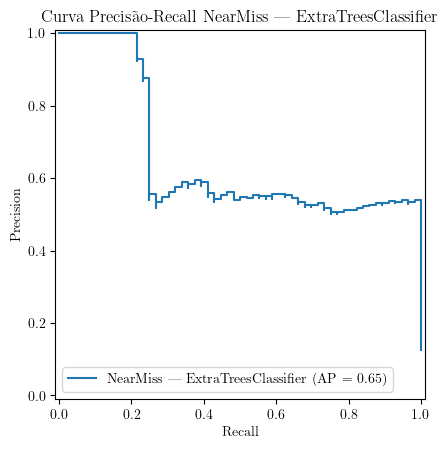 Curva Precisão-Recall NearMiss — ExtraTreesClassifier
1.0
0.8
0.6
0.4
0.2
0.0
Precision
NearMiss — ExtraTreesClassifier (AP = 0.65)
0.0 0.2 0.4 0.6 0.8 1.0
Recall